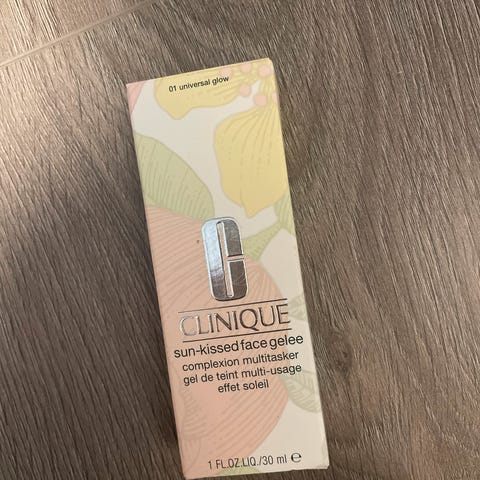 01 universal glow
CLINIQUE
sun-kissed face gelee
complexion multitasker
gel de teint multi-usage
effet soleil
1 FL.OZ.LIQ./30 ml ℮